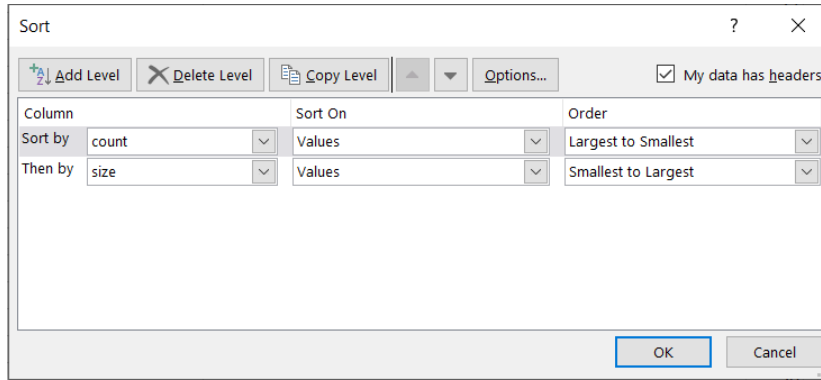 Sort ?
Add Level Delete Level Copy Level Options... My data has headers
Column Sort On Order
Sort by count Values Largest to Smallest
Then by size Values Smallest to Largest
OK Cancel